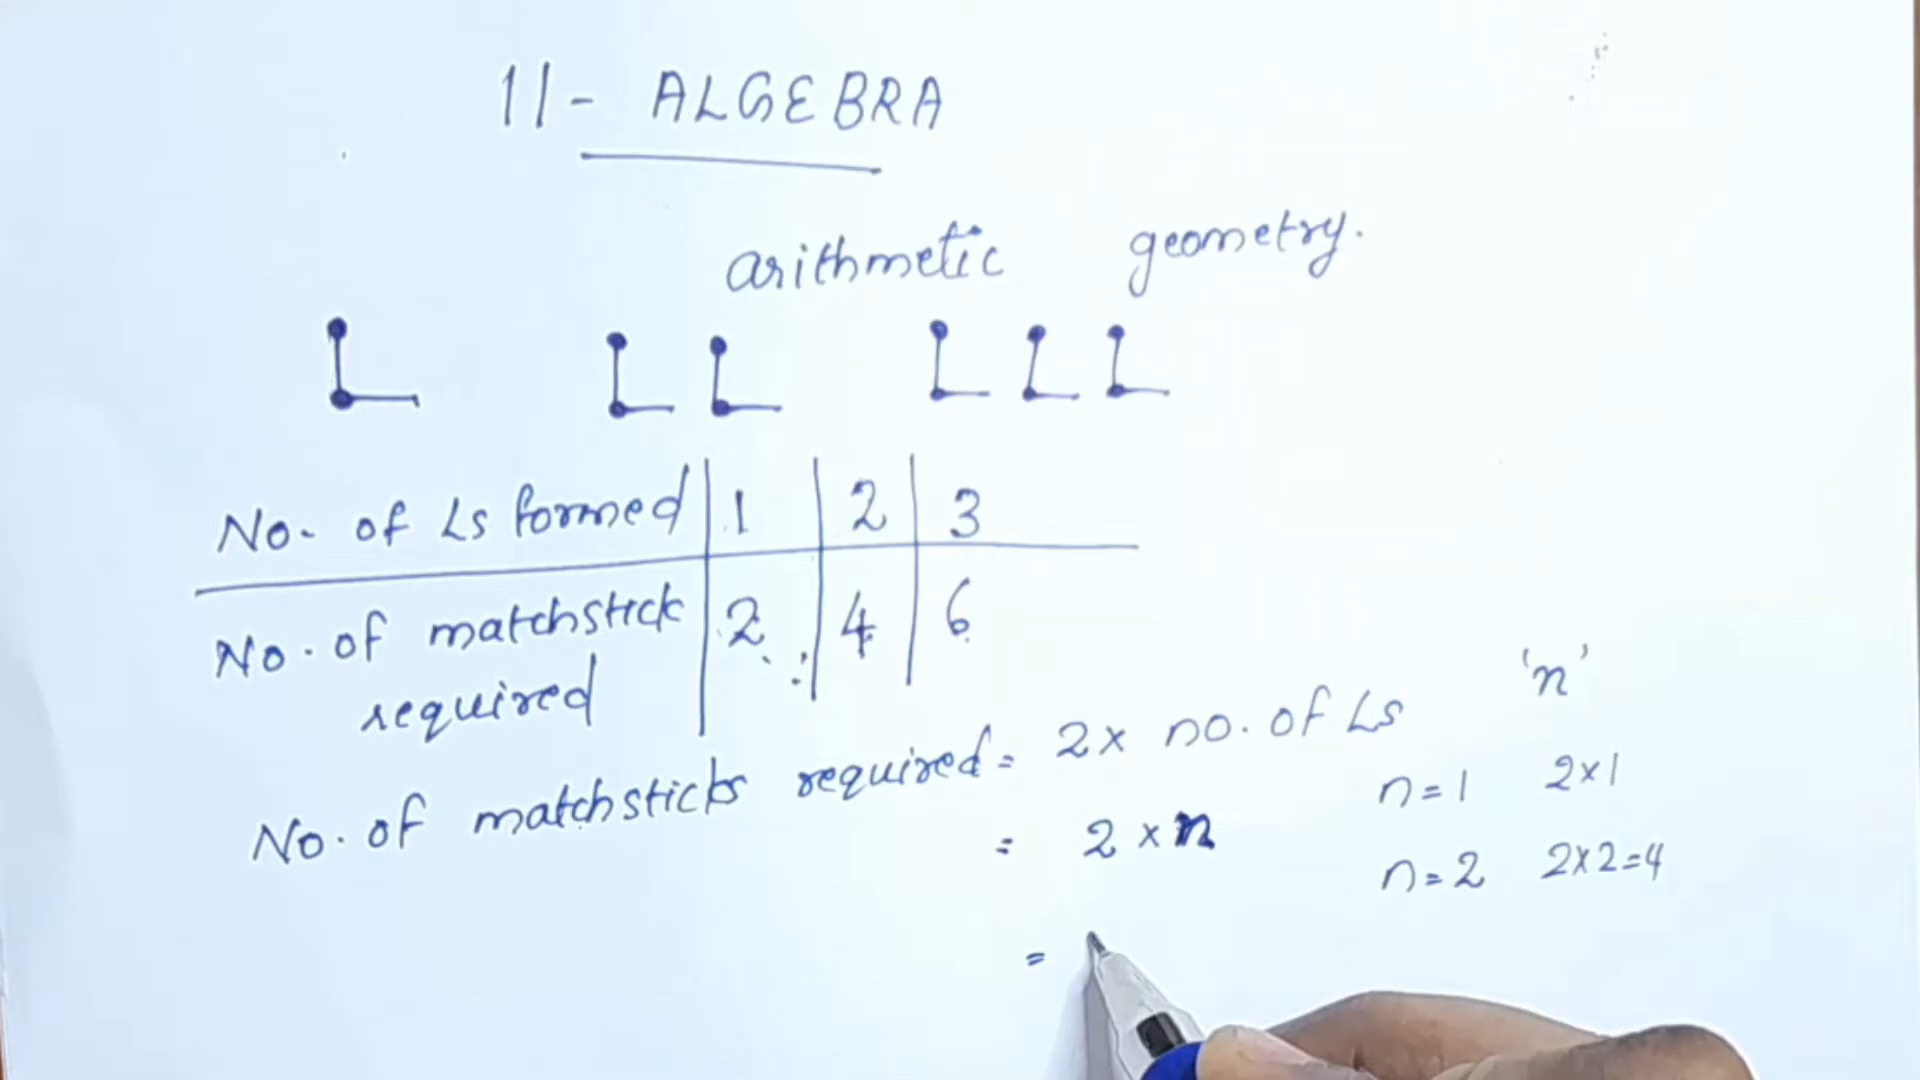 11- ALGEBRA
arithmetic geometry.
No. of Ls formed 1 2 3
No. of matchstick 2 4 6
required
'n'
No. of matchsticks required = 2 x no. of Ls
n=1 2x1
= 2 x n
n=2 2x2=4
=